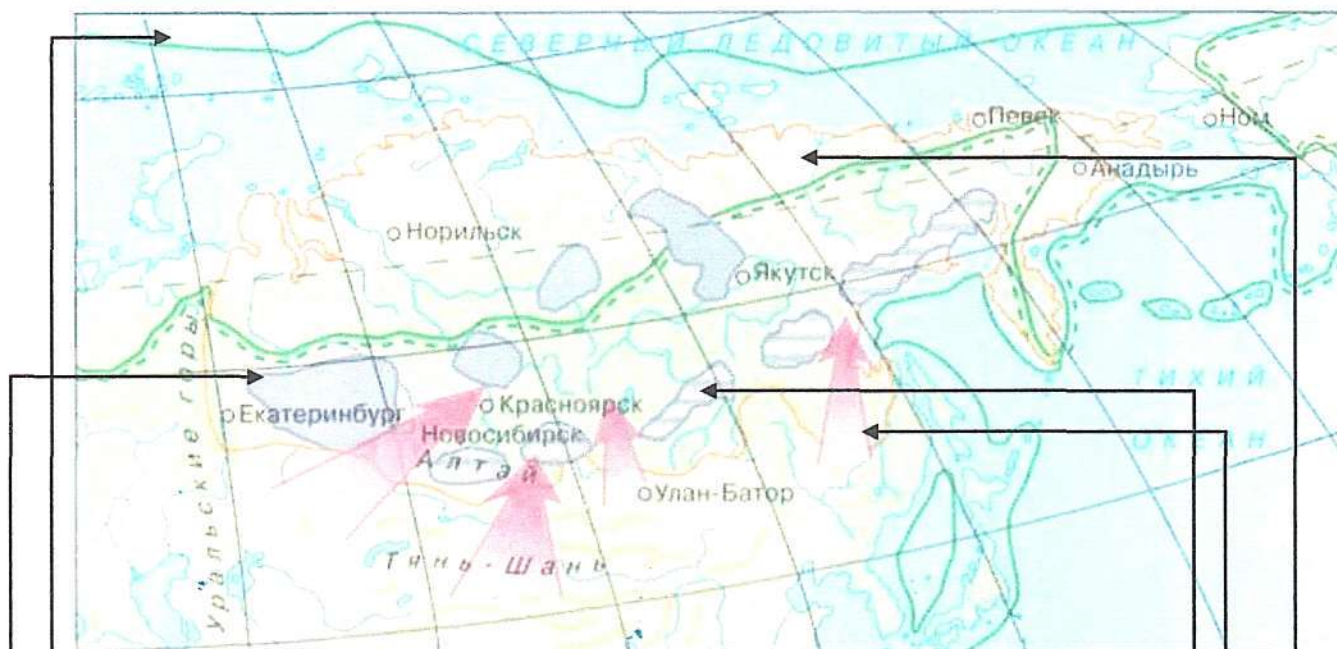 СЕВЕРНЫЙ ЛЕДОВИТЫЙ ОКЕАН
Певек
Ном
Анадырь
Норильск
Якутск
Уральские горы
Екатеринбург
Красноярск
Новосибирск
Алтай
Улан-Батор
Тянь-Шань
ТИХИЙ
ОКЕАН